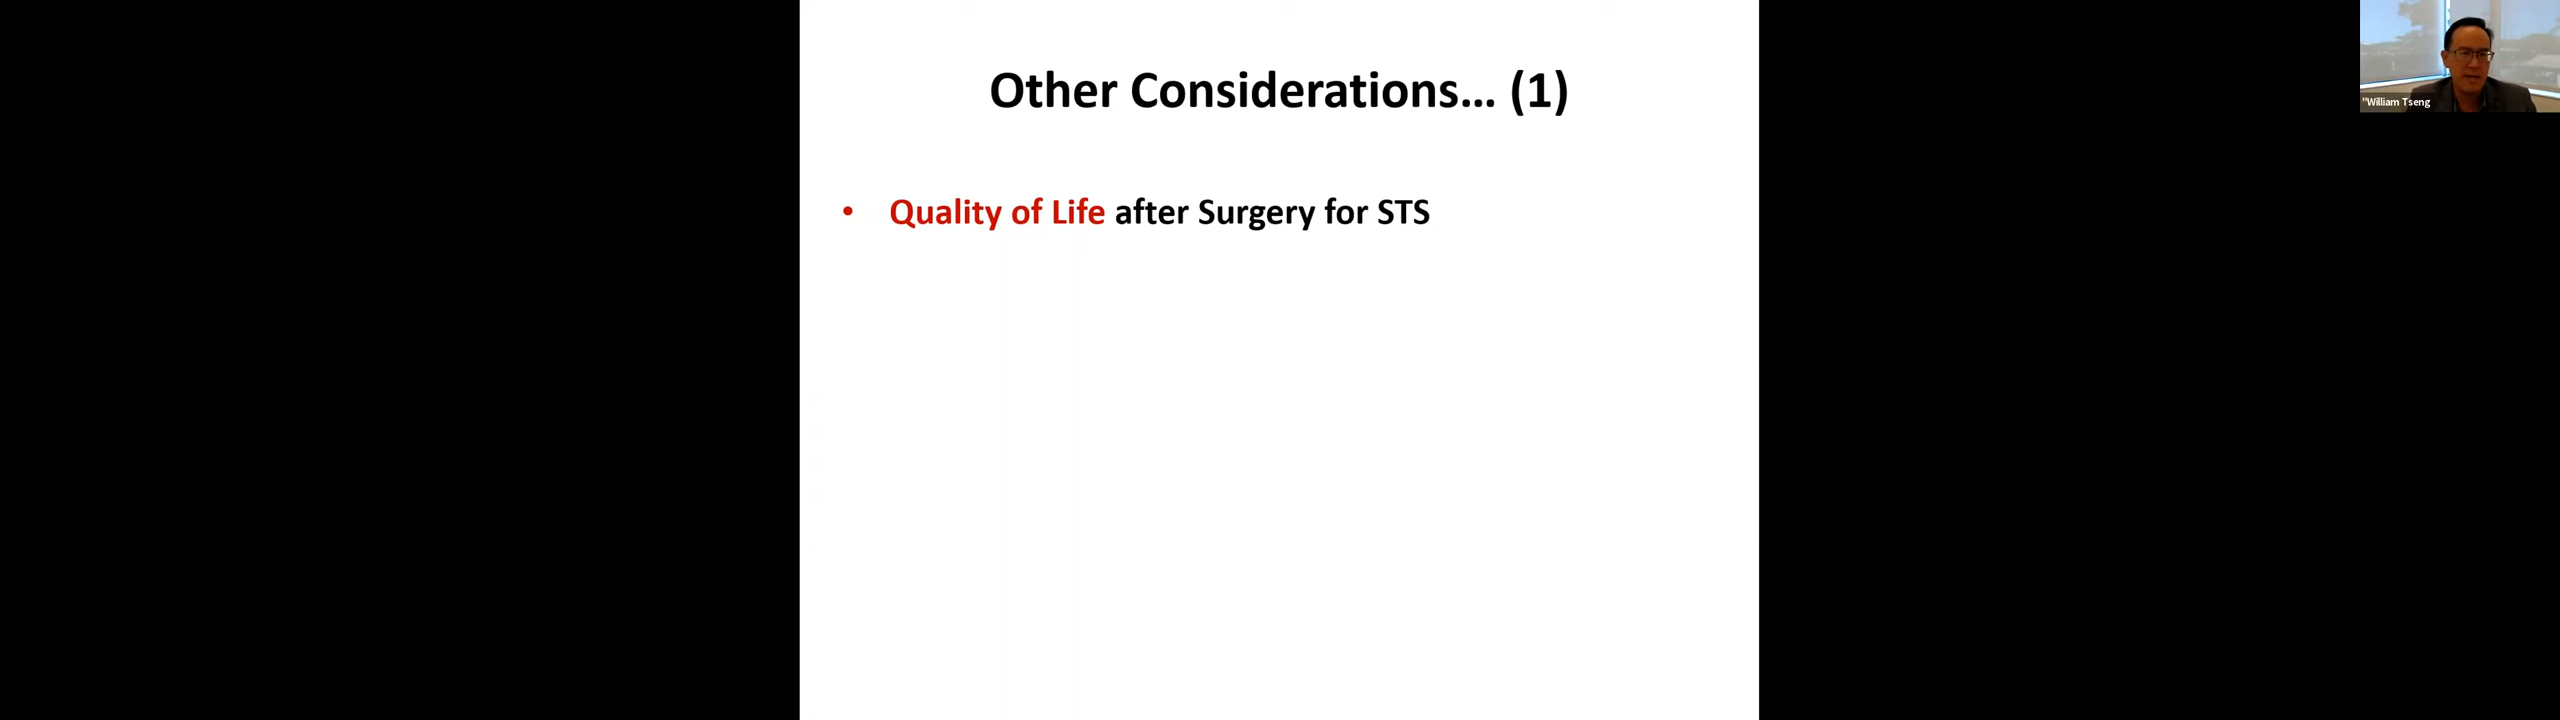 Other Considerations... (1)
• Quality of Life after Surgery for STS
"William Tseng